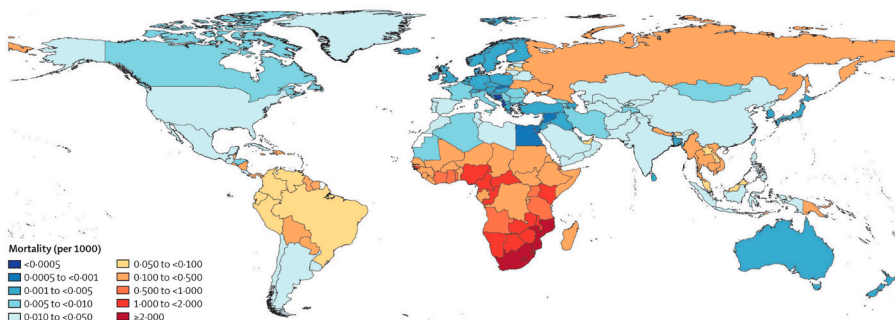 Mortality (per 1000)
<0·0005
0·0005 to <0·001
0·001 to <0·005
0·005 to <0·010
0·010 to <0·050
0·050 to <0·100
0·100 to <0·500
0·500 to <1·000
1·000 to <2·000
≥2·000